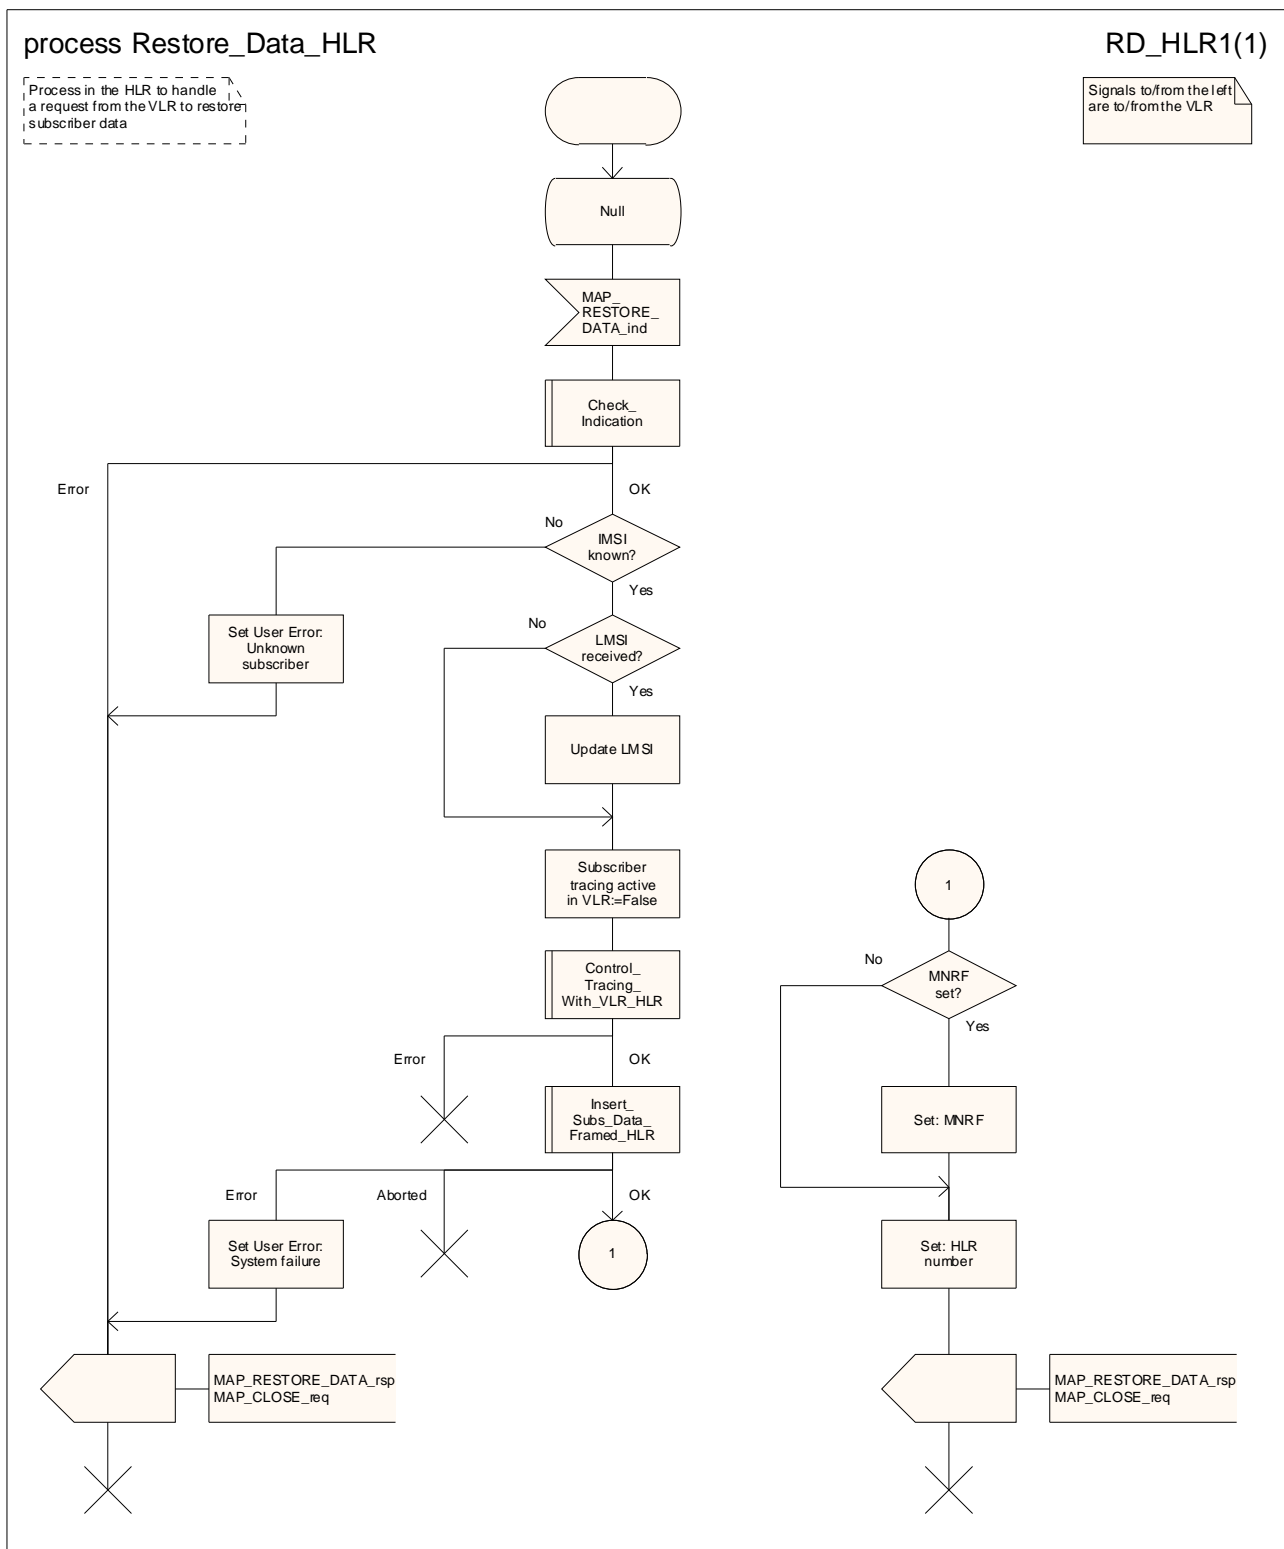 process Restore_Data_HLR
RD_HLR1(1)
Process in the HLR to handle
a request from the VLR to restore
subscriber data
Signals to/from the left
are to/from the VLR
Null
MAP_
RESTORE_
DATA_ind
Check_
Indication
Error
OK
No
IMSI
known?
Yes
Set User Error:
Unknown
subscriber
No
LMSI
received?
Yes
Update LMSI
Subscriber
tracing active
in VLR:=False
1
Control_
Tracing_
With_VLR_HLR
No
MNRF
set?
Yes
Error
OK
Insert_
Subs_Data_
Framed_HLR
Set: MNRF
Error
Aborted
OK
Set User Error:
System failure
1
Set: HLR
number
MAP_RESTORE_DATA_rsp
MAP_CLOSE_req
MAP_RESTORE_DATA_rsp
MAP_CLOSE_req